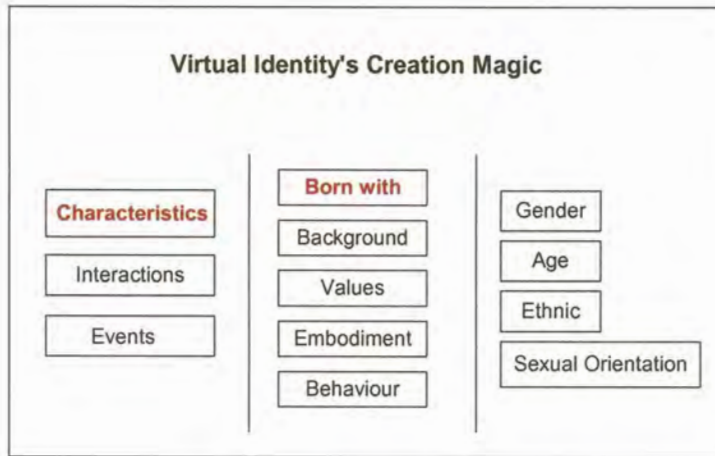 Virtual Identity's Creation Magic
Characteristics
Interactions
Events
Born with
Background
Values
Embodiment
Behaviour
Gender
Age
Ethnic
Sexual Orientation